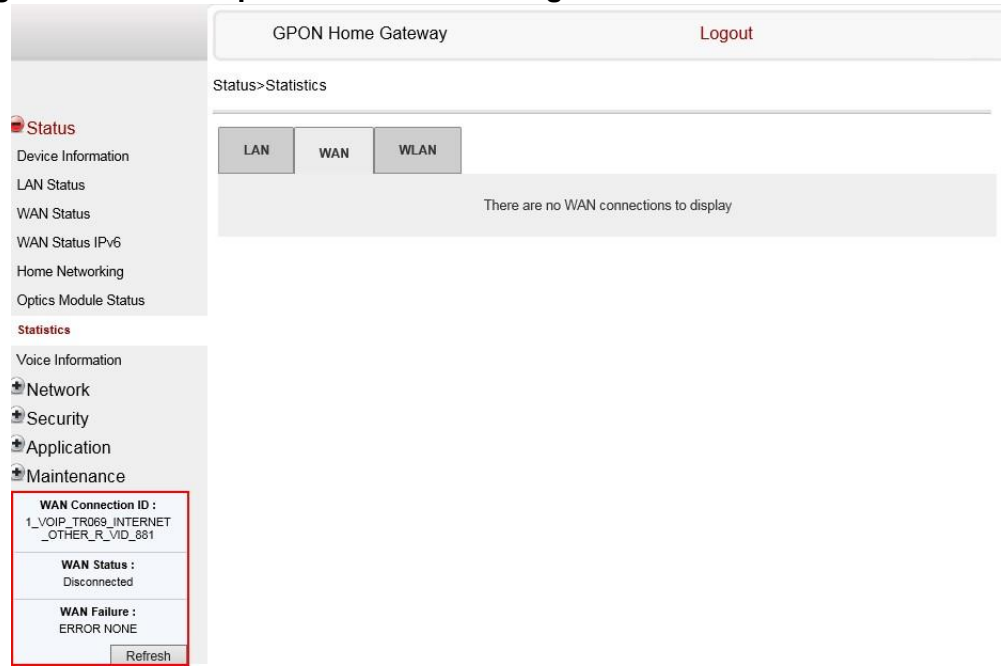 GPON Home Gateway
Logout
Status>Statistics
Status
Device Information
LAN Status
WAN Status
WAN Status IPv6
Home Networking
Optics Module Status
Statistics
Voice Information
Network
Security
Application
Maintenance
WAN Connection ID :
1_VOIP_TR069_INTERNET
_OTHER_R_VID_881
WAN Status :
Disconnected
WAN Failure :
ERROR NONE
Refresh
LAN
WAN
WLAN
There are no WAN connections to display